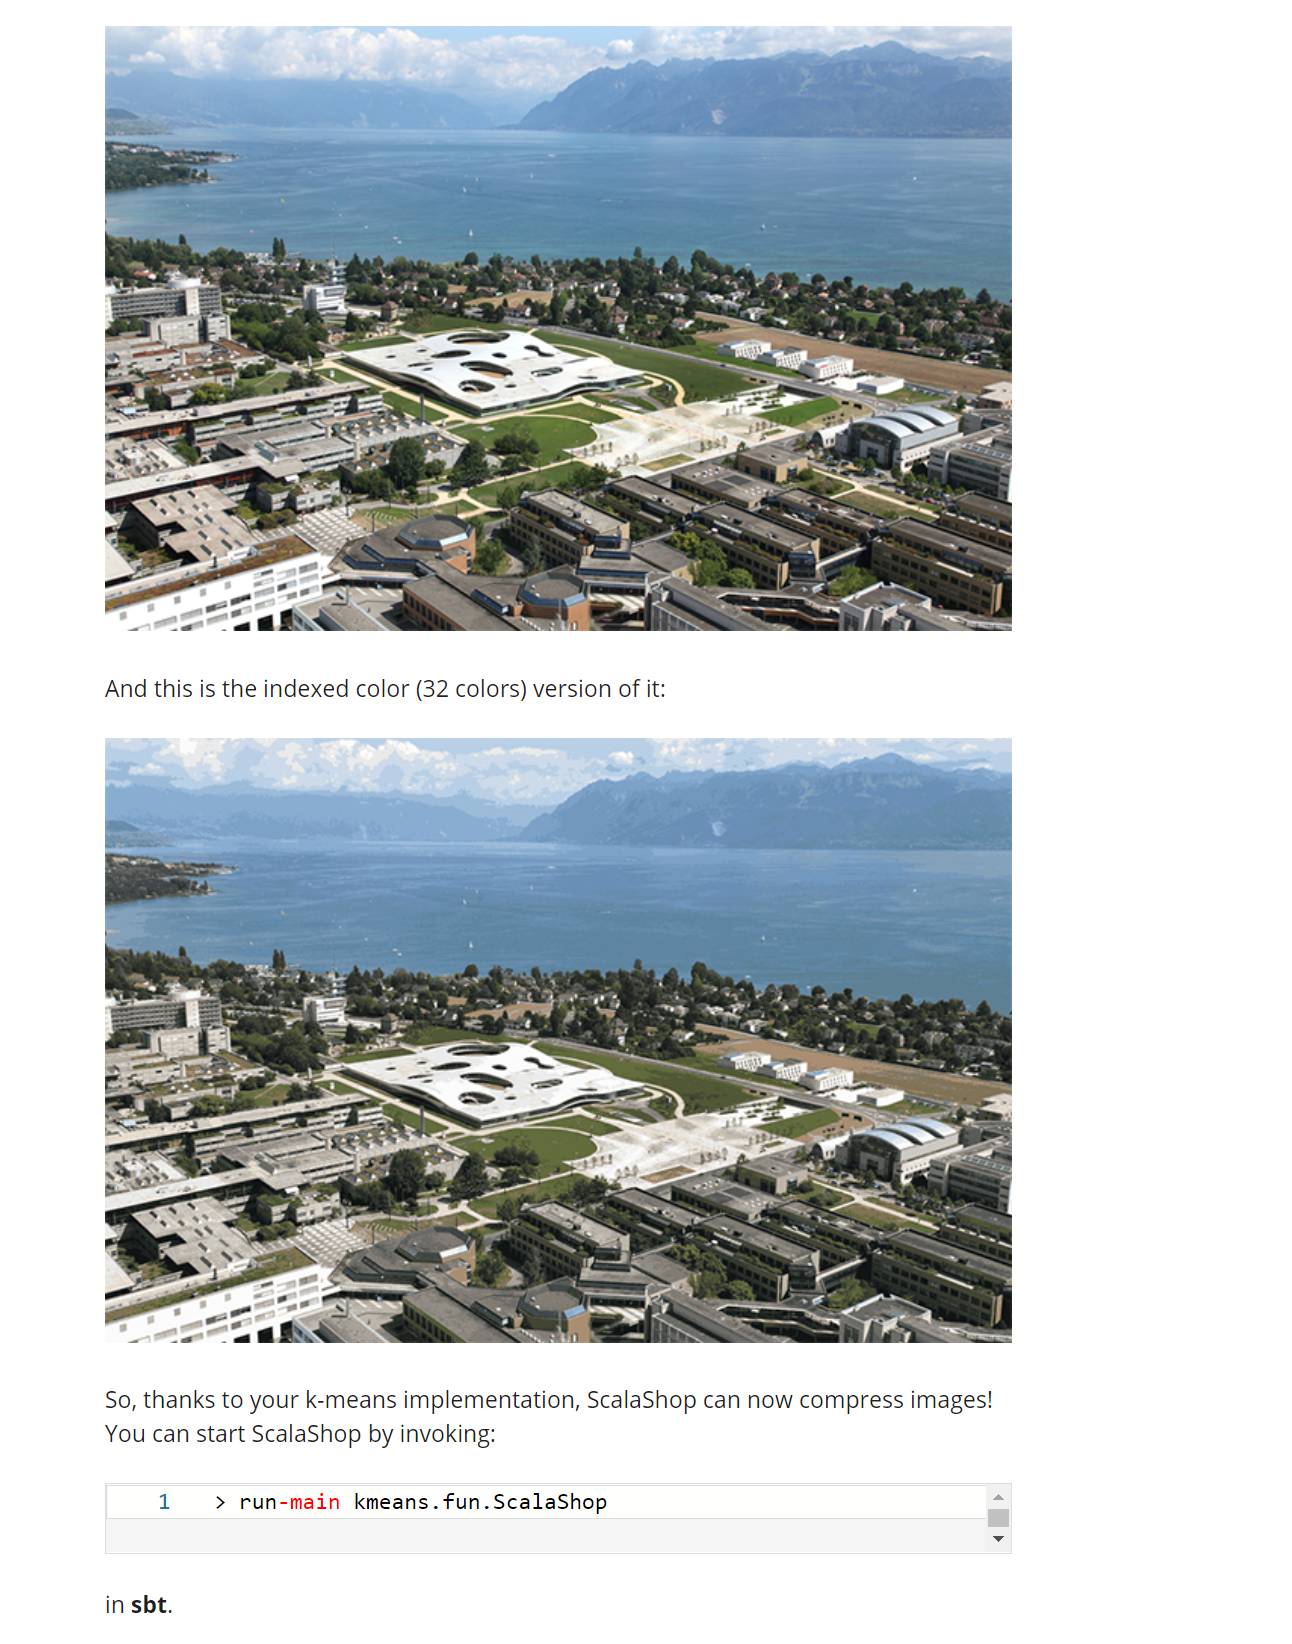 And this is the indexed color (32 colors) version of it:
So, thanks to your k-means implementation, ScalaShop can now compress images!
You can start ScalaShop by invoking:
1 > run-main kmeans.fun.ScalaShop
in sbt.